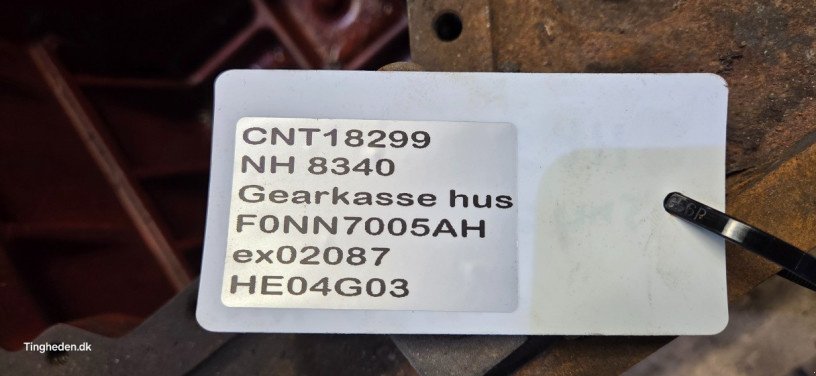 CNT18299
NH 8340
Gearkasse hus
F0NN7005AH
ex02087
HE04G03
Tingheden.dk